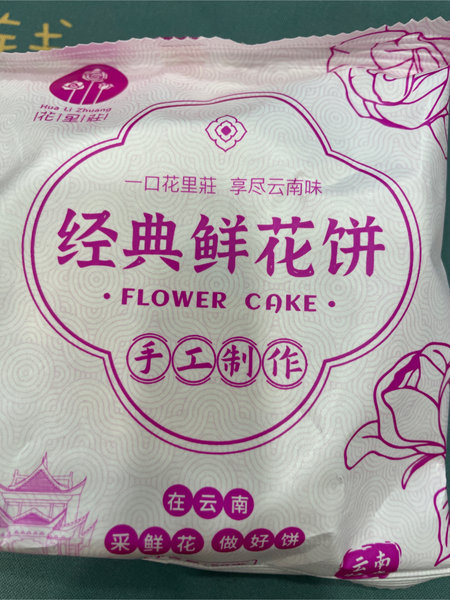 Hua Li Zhuang
花里莊
一口花里莊 享尽云南味
经典鲜花饼
· FLOWER CAKE ·
手工制作
在云南
采鲜花 做好饼
云南